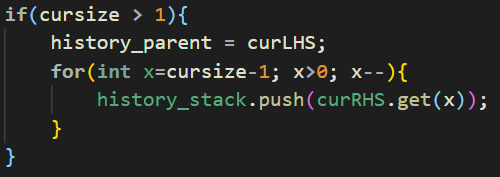 if(cursize > 1){
    history_parent = curLHS;
    for(int x=cursize-1; x>0; x--){
        history_stack.push(curRHS.get(x));
    }
}